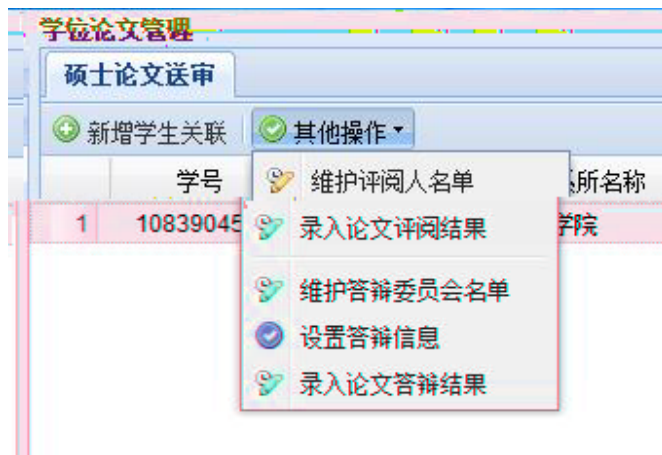 学位论文管理
硕士论文送审
新增学生关联 其他操作
学号 所名称
1 10839045 学院
维护评阅人名单
录入论文评阅结果
维护答辩委员会名单
设置答辩信息
录入论文答辩结果